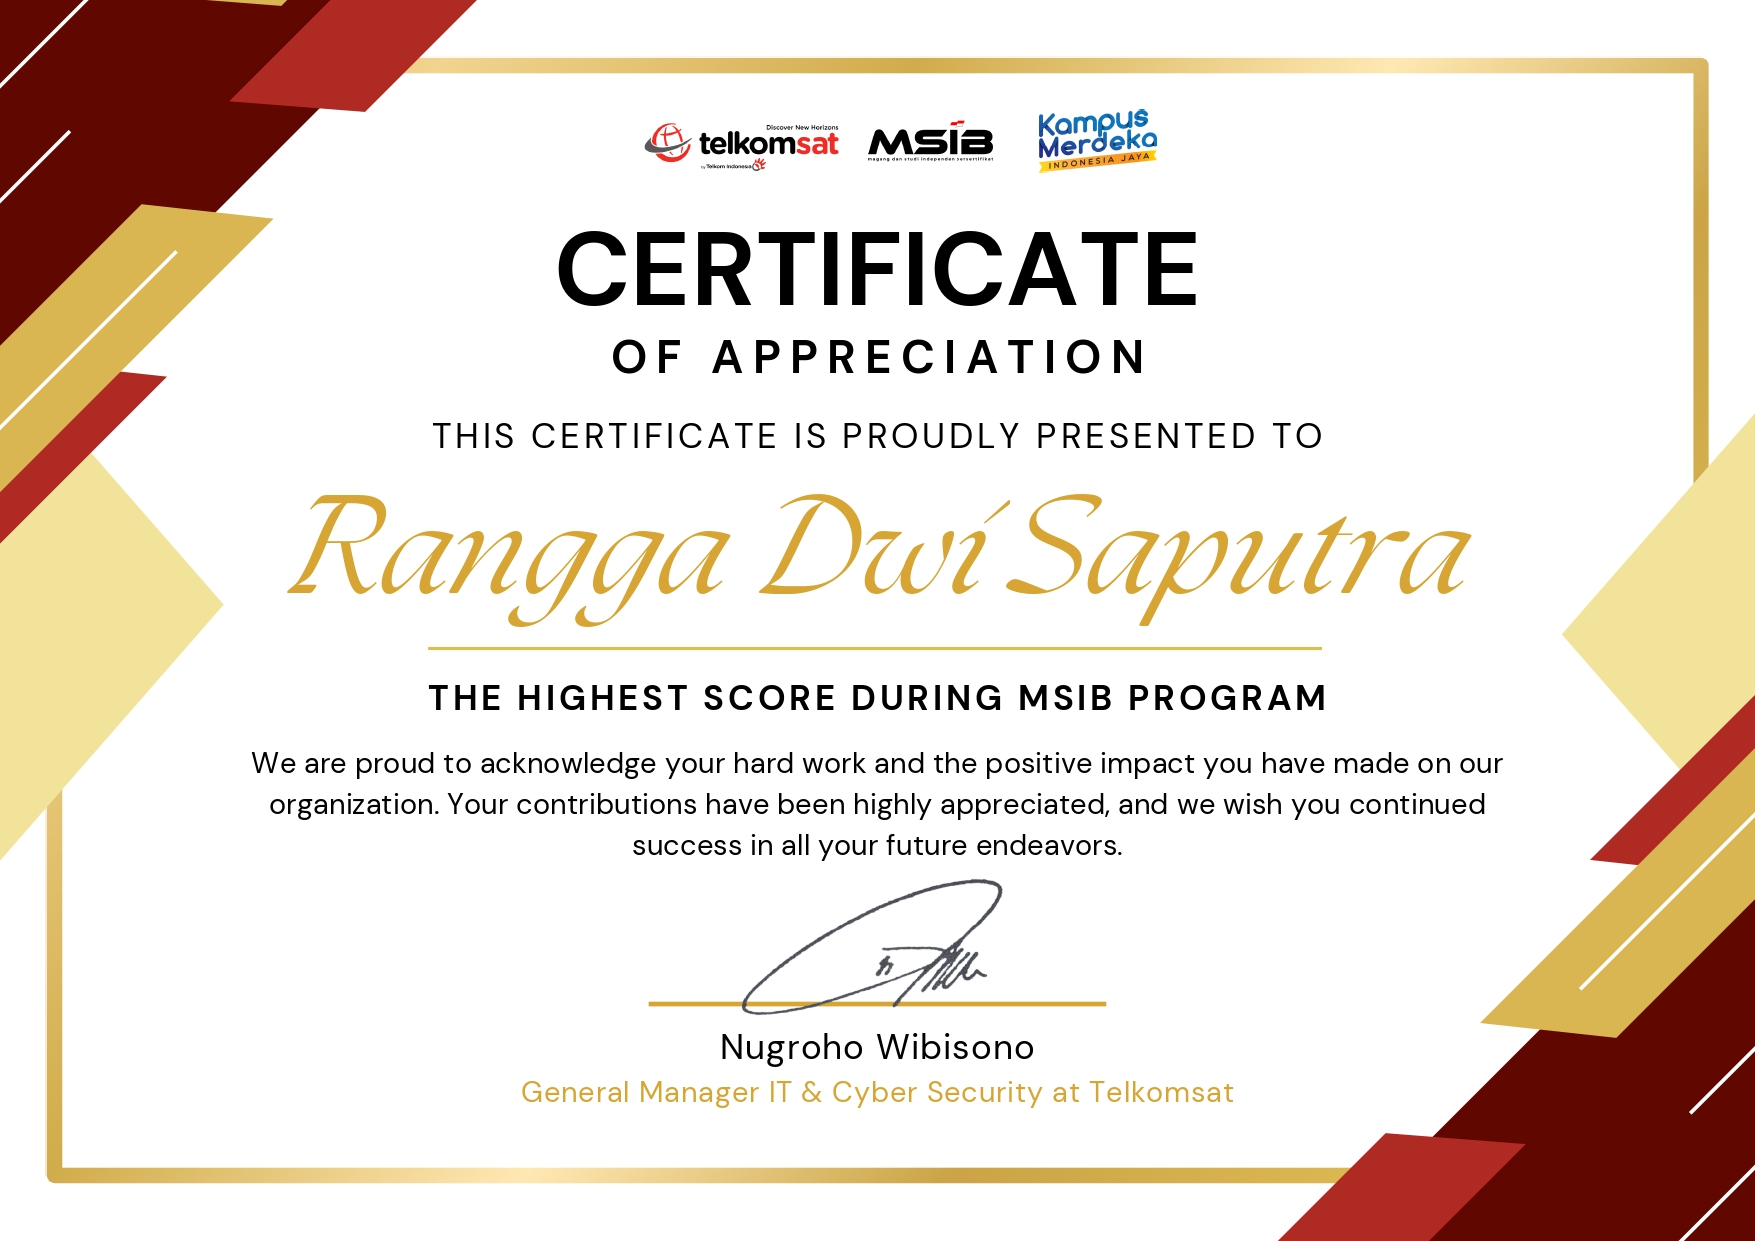 Discover New Horizons
telkomsat
by Telkom Indonesia
MSIB
magang dan studi independen bersertifikat
Kampus
Merdeka
INDONESIA JAYA
CERTIFICATE
OF APPRECIATION
THIS CERTIFICATE IS PROUDLY PRESENTED TO
Rangga Dwi Saputra
THE HIGHEST SCORE DURING MSIB PROGRAM
We are proud to acknowledge your hard work and the positive impact you have made on our
organization. Your contributions have been highly appreciated, and we wish you continued
success in all your future endeavors.
Nugroho Wibisono
General Manager IT & Cyber Security at Telkomsat